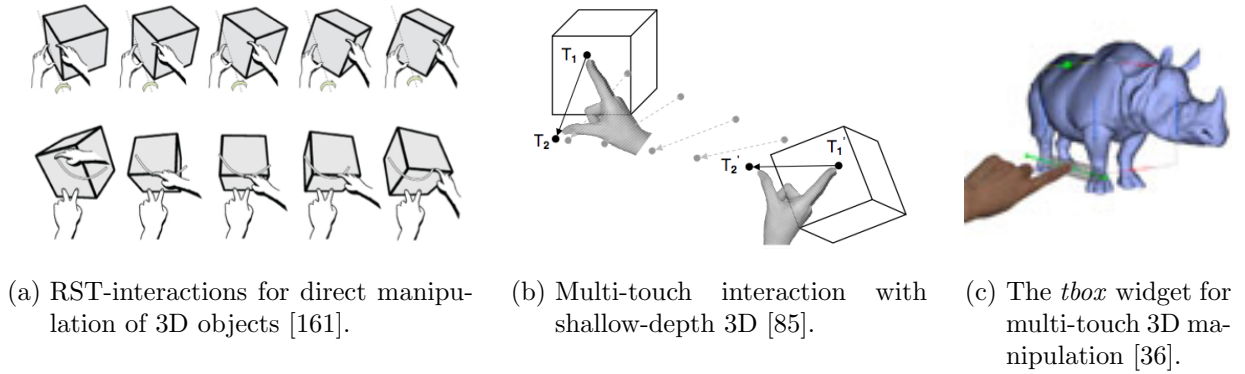 T1
T2
T1'
T2'
(a) RST-interactions for direct manipu-
lation of 3D objects [161].
(b) Multi-touch interaction with
shallow-depth 3D [85].
(c) The tbox widget for
multi-touch 3D ma-
nipulation [36].